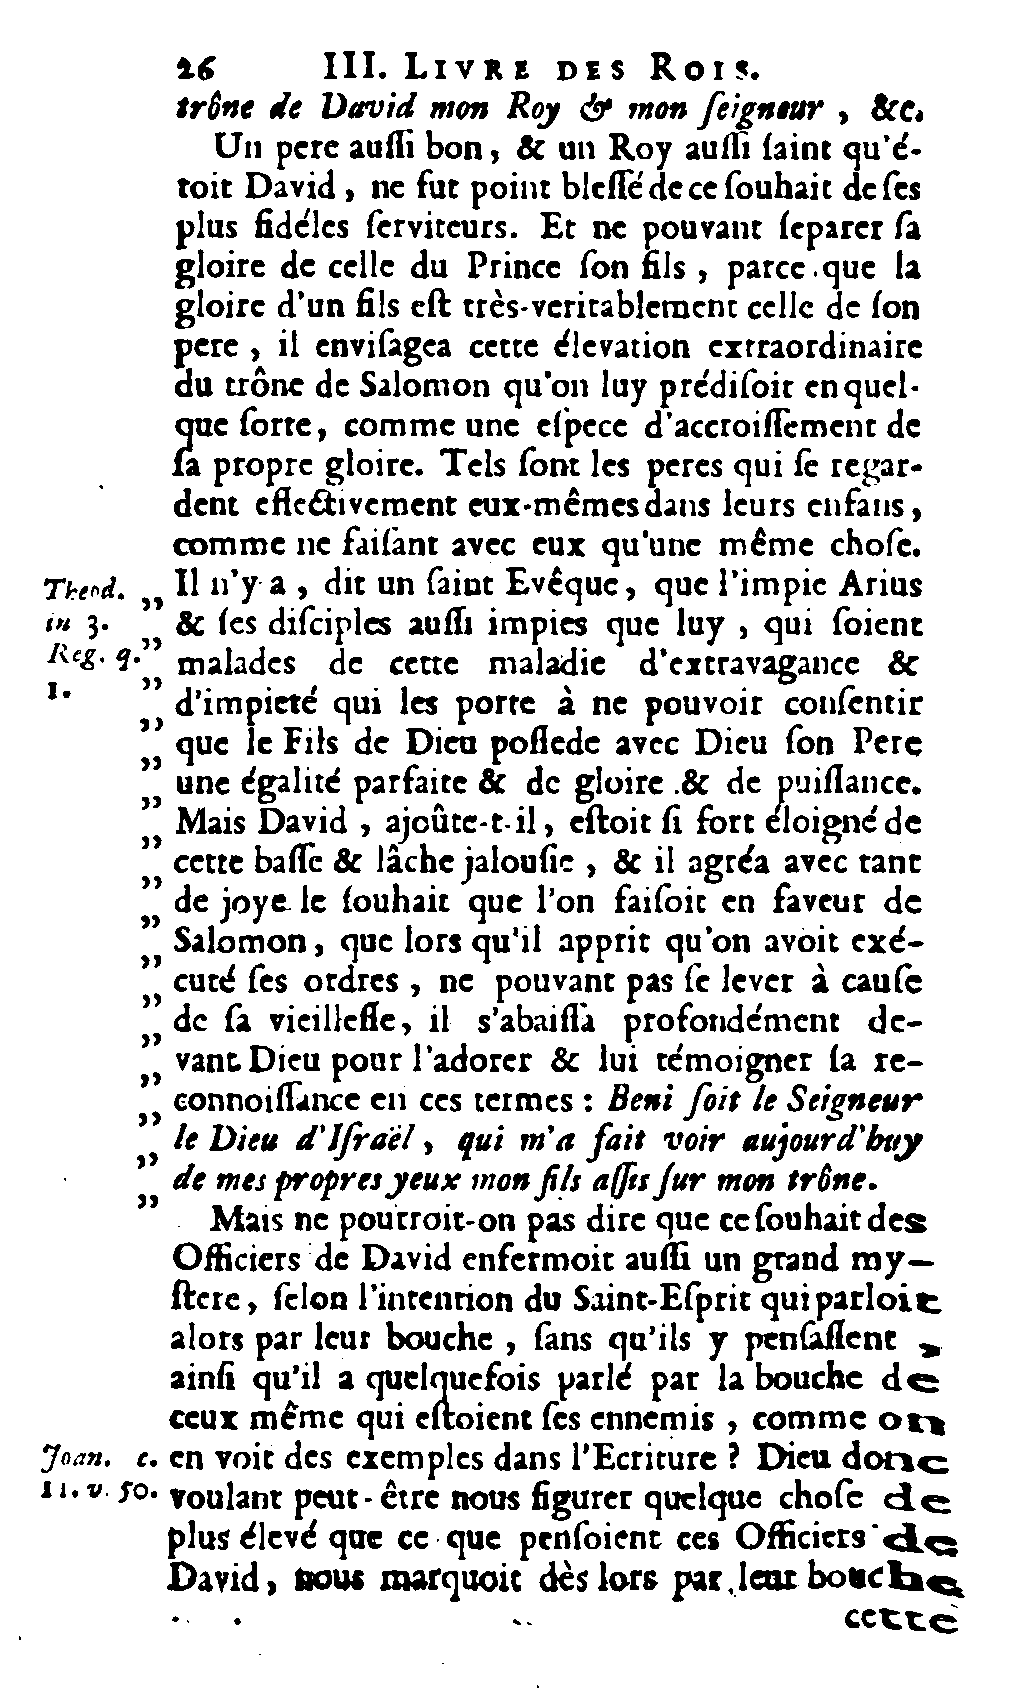 26 III. LIVRE DES ROIS.
trône de David mon Roy & mon ſeigneur, &c.
Un pere auſſi bon, & un Roy auſſi ſaint qu'é-
toit David, ne fut point bleſſé de ce ſouhait de ſes
plus fidéles ſerviteurs. Et ne pouvant ſeparer ſa
gloire de celle du Prince ſon fils, parce que la
gloire d'un fils eſt très-veritablement celle de ſon
pere, il enviſagea cette élevation extraordinaire
du trône de Salomon qu'on luy prédiſoit en quel-
que ſorte, comme une eſpece d'accroiſſement de
ſa propre gloire. Tels ſont les peres qui ſe regar-
dent effectivement eux-mêmes dans leurs enfans,
comme ne faiſant avec eux qu'une même choſe.
Theod. „ Il n'y a, dit un ſaint Evêque, que l'impie Arius
in 3. „ & ſes diſciples auſſi impies que luy, qui ſoient
Reg. q. „ malades de cette maladie d'extravagance &
1. „ d'impieté qui les porte à ne pouvoir conſentir
„ que le Fils de Dieu poſſede avec Dieu ſon Pere
„ une égalité parfaite & de gloire & de puiſſance.
„ Mais David, ajoûte-t-il, eſtoit ſi fort éloigné de
„ cette baſſe & lâche jalouſie, & il agréa avec tant
„ de joye le ſouhait que l'on faiſoit en faveur de
„ Salomon, que lors qu'il apprit qu'on avoit exé-
„ cuté ſes ordres, ne pouvant pas ſe lever à cauſe
„ de ſa vieilleſſe, il s'abaiſſa profondément de-
„ vant Dieu pour l'adorer & lui témoigner ſa re-
„ connoiſſance en ces termes : Beni ſoit le Seigneur
„ le Dieu d'Iſraël, qui m'a fait voir aujourd'huy
„ de mes propres yeux mon fils aſſis ſur mon trône.
Mais ne pourroit-on pas dire que ce ſouhait des
Officiers de David enfermoit auſſi un grand my-
ſtere, ſelon l'intention du Saint-Eſprit qui parloit
alors par leur bouche, ſans qu'ils y penſaſſent,
ainſi qu'il a quelquefois parlé par la bouche de
ceux même qui eſtoient ſes ennemis, comme on
Joan. c. en voit des exemples dans l'Ecriture ? Dieu donc
11. v. 50. voulant peut-être nous figurer quelque choſe de
plus élevé que ce que penſoient ces Officiers de
David, nous marquoit dès lors par leur bouche
cette